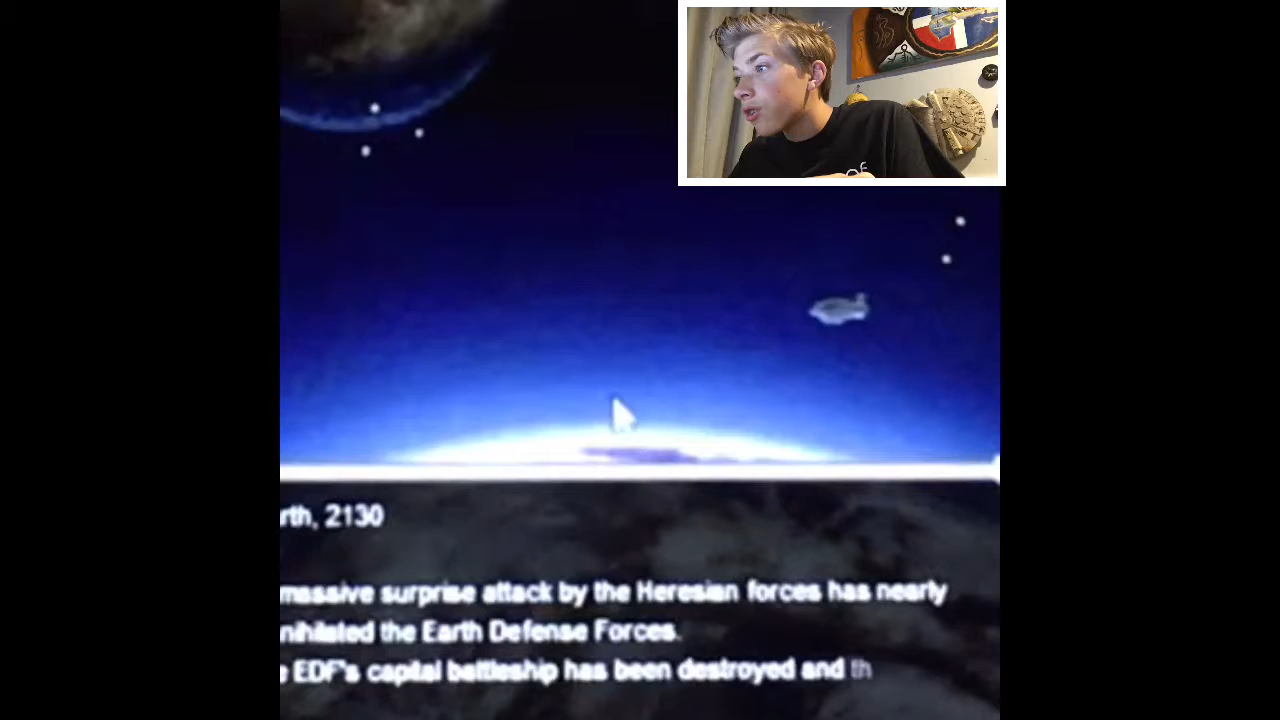 rth, 2130
massive surprise attack by the Heresian forces has nearly
nnihilated the Earth Defense Forces.
e EDF's capital battleship has been destroyed and th